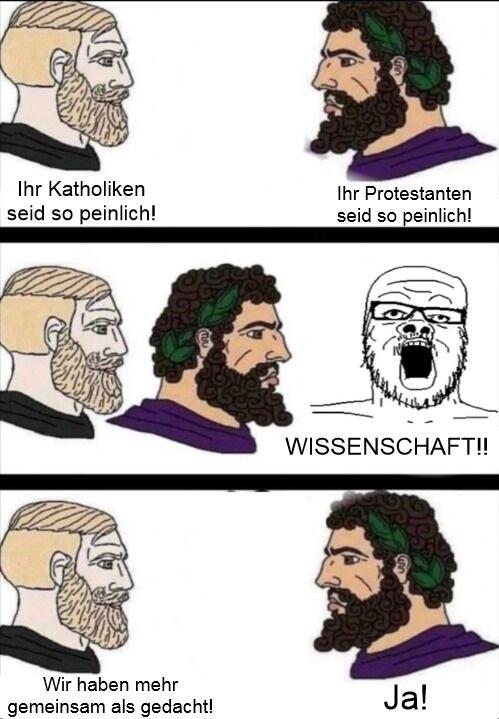 Ihr Katholiken
seid so peinlich!
Ihr Protestanten
seid so peinlich!
WISSENSCHAFT!!
Wir haben mehr
gemeinsam als gedacht!
Ja!